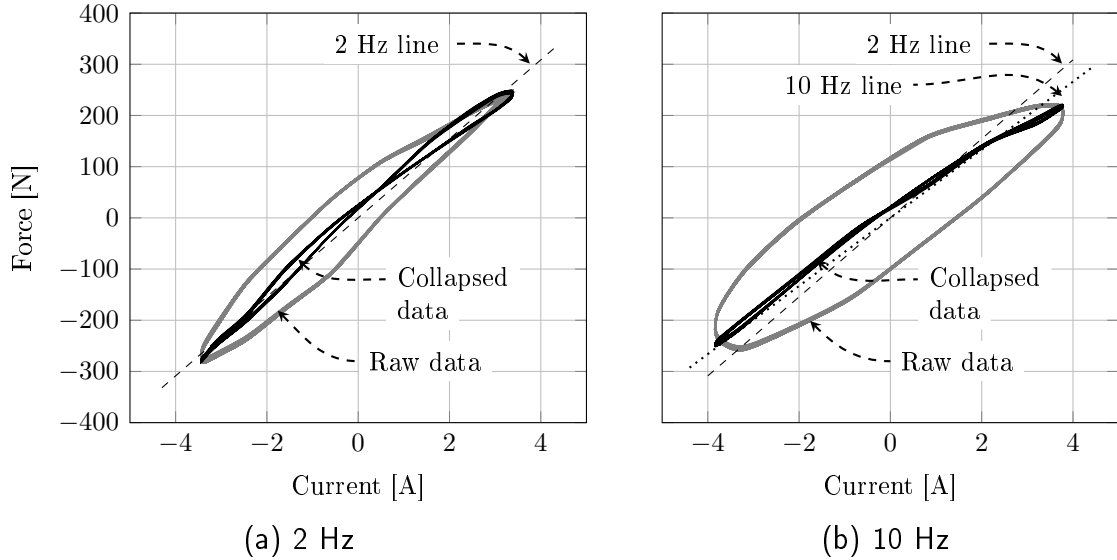 400
300
200
100
0
−100
−200
−300
−400
Force [N]
2 Hz line
Collapsed
data
Raw data
−4
−2
0
2
4
Current [A]
(a) 2 Hz
2 Hz line
10 Hz line
Collapsed
data
Raw data
−4
−2
0
2
4
Current [A]
(b) 10 Hz